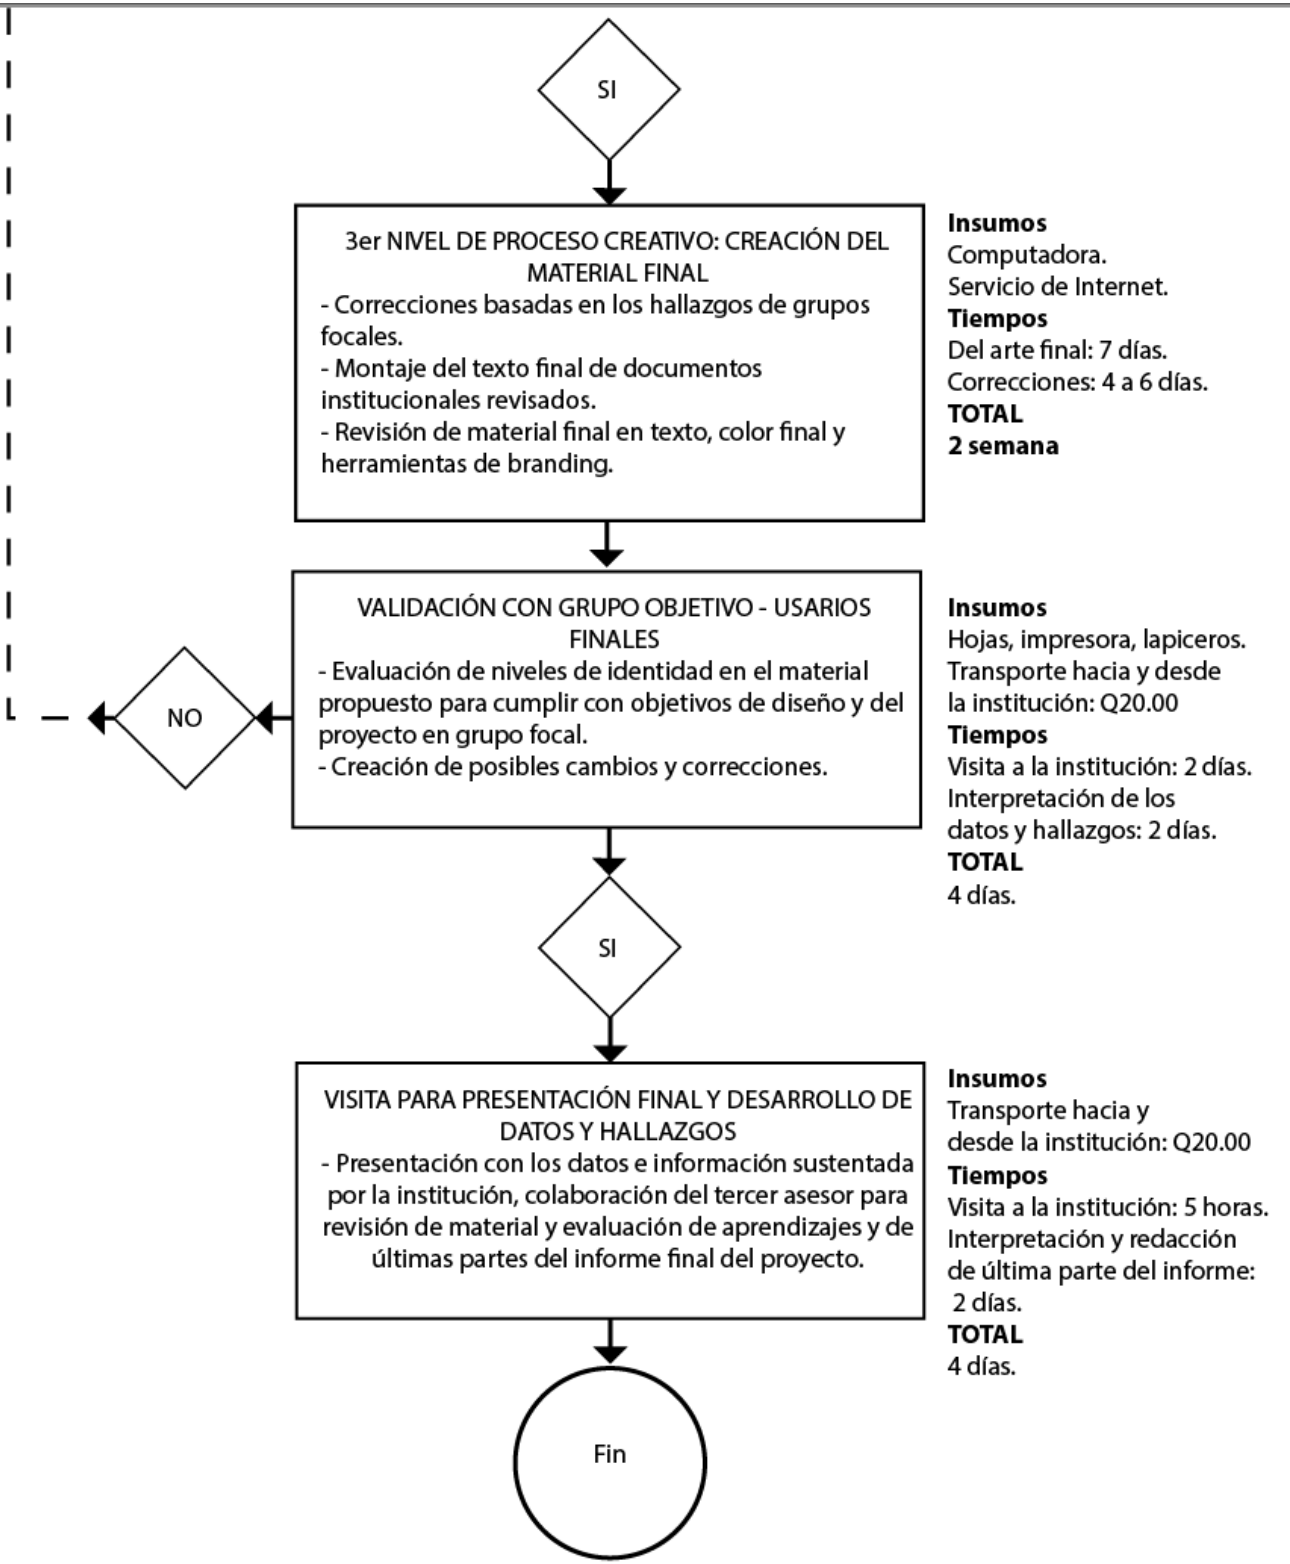 SI
3er NIVEL DE PROCESO CREATIVO: CREACIÓN DEL
MATERIAL FINAL
- Correcciones basadas en los hallazgos de grupos
focales.
- Montaje del texto final de documentos
institucionales revisados.
- Revisión de material final en texto, color final y
herramientas de branding.
Insumos
Computadora.
Servicio de Internet.
Tiempos
Del arte final: 7 días.
Correcciones: 4 a 6 días.
TOTAL
2 semana
VALIDACIÓN CON GRUPO OBJETIVO - USARIOS
FINALES
- Evaluación de niveles de identidad en el material
propuesto para cumplir con objetivos de diseño y del
proyecto en grupo focal.
- Creación de posibles cambios y correcciones.
NO
Insumos
Hojas, impresora, lapiceros.
Transporte hacia y desde
la institución: Q20.00
Tiempos
Visita a la institución: 2 días.
Interpretación de los
datos y hallazgos: 2 días.
TOTAL
4 días.
SI
VISITA PARA PRESENTACIÓN FINAL Y DESARROLLO DE
DATOS Y HALLAZGOS
- Presentación con los datos e información sustentada
por la institución, colaboración del tercer asesor para
revisión de material y evaluación de aprendizajes y de
últimas partes del informe final del proyecto.
Insumos
Transporte hacia y
desde la institución: Q20.00
Tiempos
Visita a la institución: 5 horas.
Interpretación y redacción
de última parte del informe:
2 días.
TOTAL
4 días.
Fin